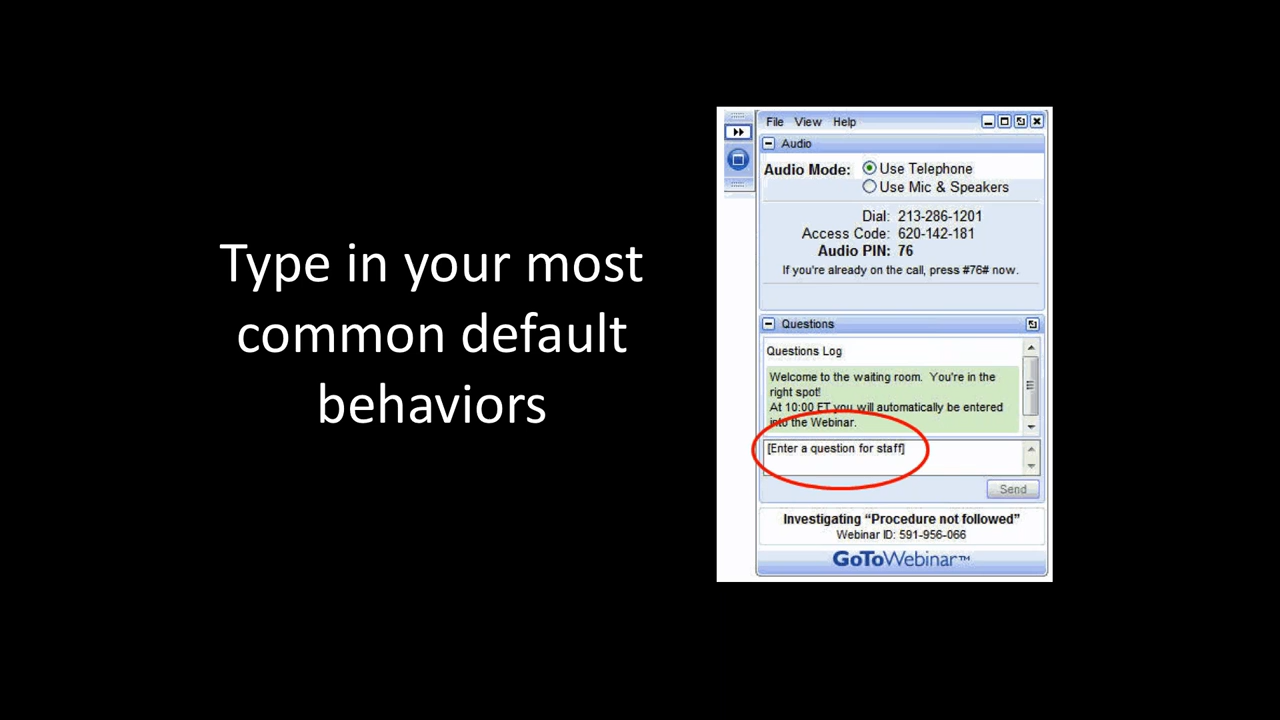 Type in your most
common default
behaviors
File View Help
Audio
Audio Mode: Use Telephone
Use Mic & Speakers
Dial: 213-286-1201
Access Code: 620-142-181
Audio PIN: 76
If you're already on the call, press #76# now.
Questions
Questions Log
Welcome to the waiting room. You're in the
right spot!
At 10:00 ET you will automatically be entered
into the Webinar.
[Enter a question for staff]
Send
Investigating “Procedure not followed”
Webinar ID: 591-956-066
GoToWebinar™